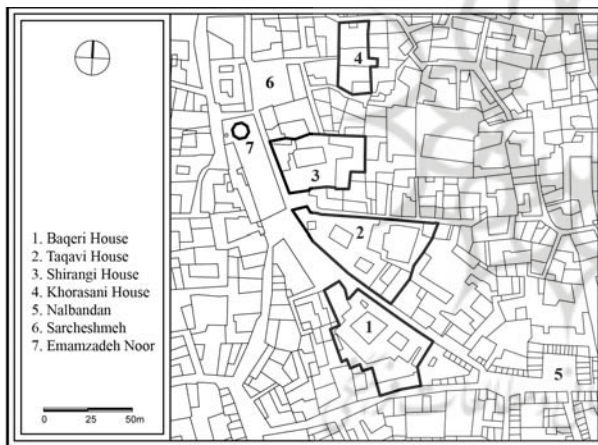 1. Baqeri House
2. Taqavi House
3. Shirangi House
4. Khorasani House
5. Nalbandan
6. Sarcheshmeh
7. Emamzadeh Noor
0 25 50m
4
6
7
3
2
1
5